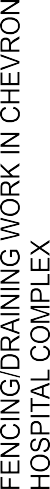 FENCING/DRAINING WORK IN CHEVRON
HOSPITAL COMPLEX